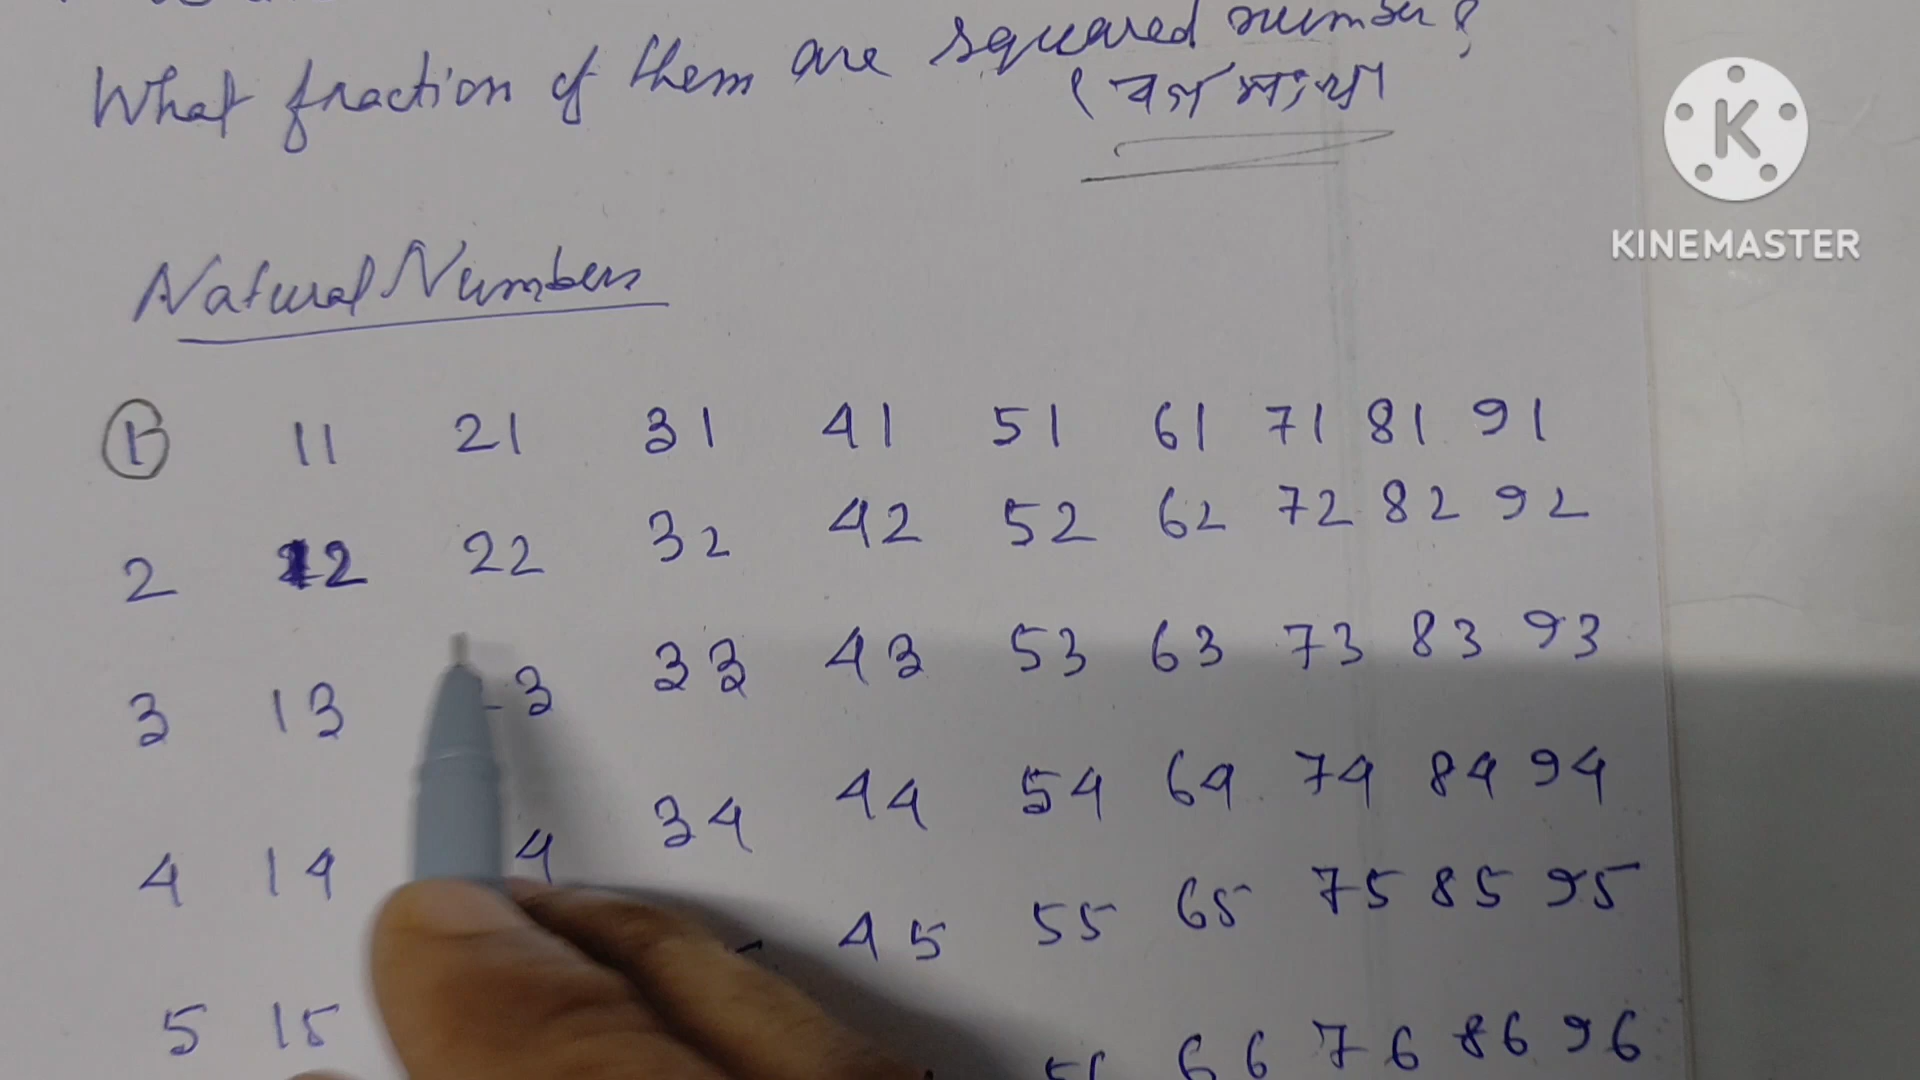 What fraction of them are squared number?
(বর্গ সংখ্যা
K
KINEMASTER
Natural Numbers
1 11 21 31 41 51 61 71 81 91
2 12 22 32 42 52 62 72 82 92
3 13 3 33 43 53 63 73 83 93
4 14 4 34 44 54 64 74 84 94
5 15 45 55 65 75 85 95
66 76 86 96